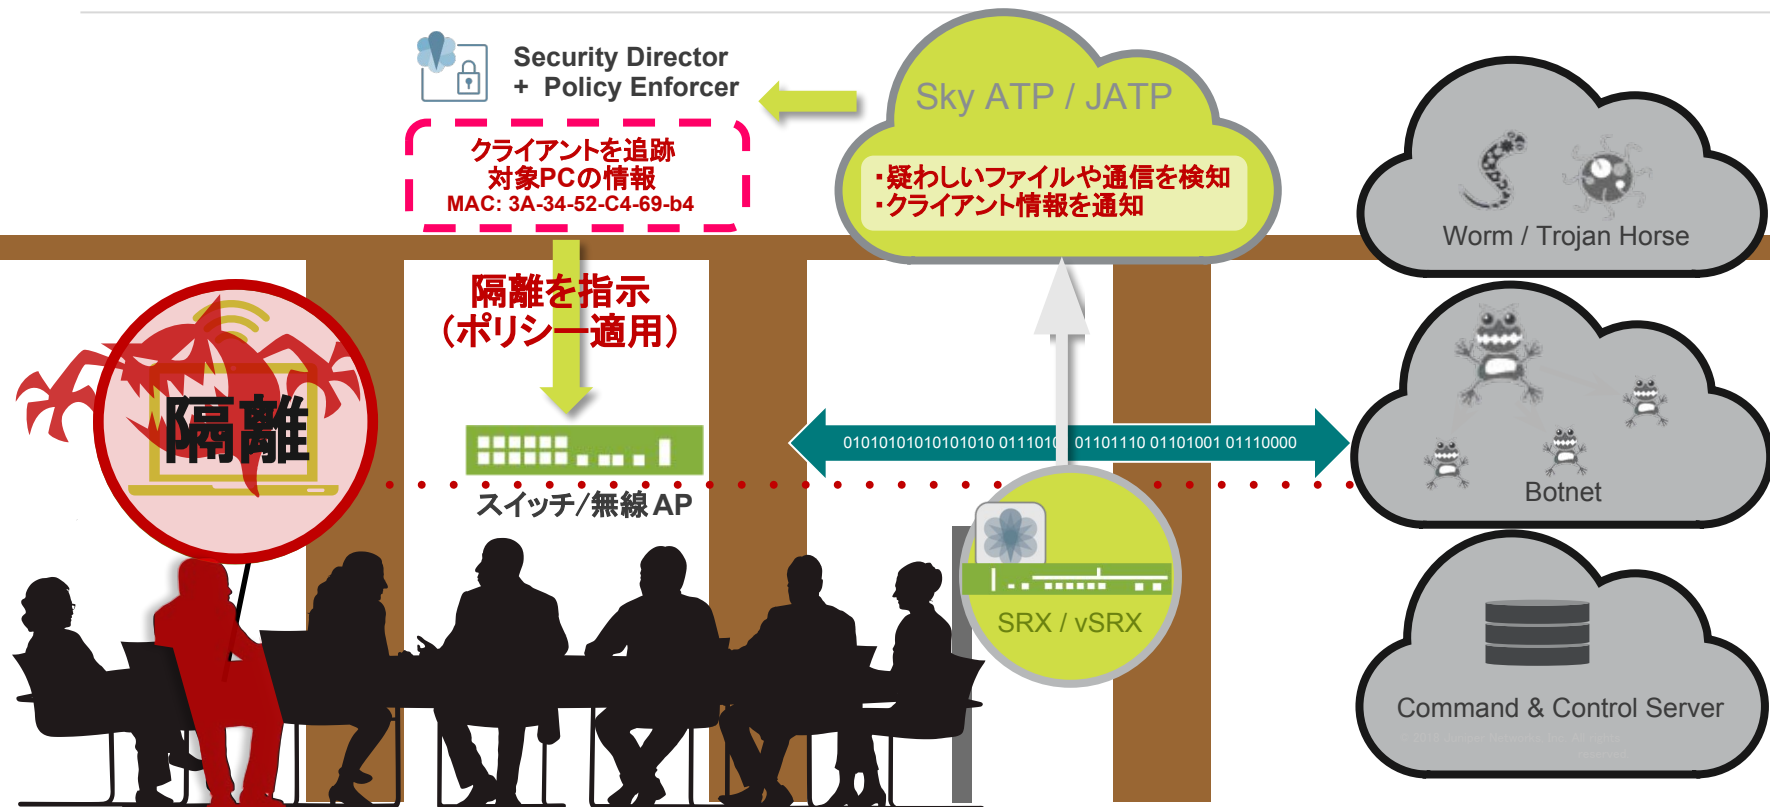 Security Director
+ Policy Enforcer
クライアントを追跡
対象PCの情報
MAC: 3A-34-52-C4-69-b4
Sky ATP / JATP
・疑わしいファイルや通信を検知
・クライアント情報を通知
Worm / Trojan Horse
隔離を指示
（ポリシー適用）
隔離
スイッチ/無線AP
01010101010101010 0111010 01101110 01101001 01110000
Botnet
SRX / vSRX
Command & Control Server